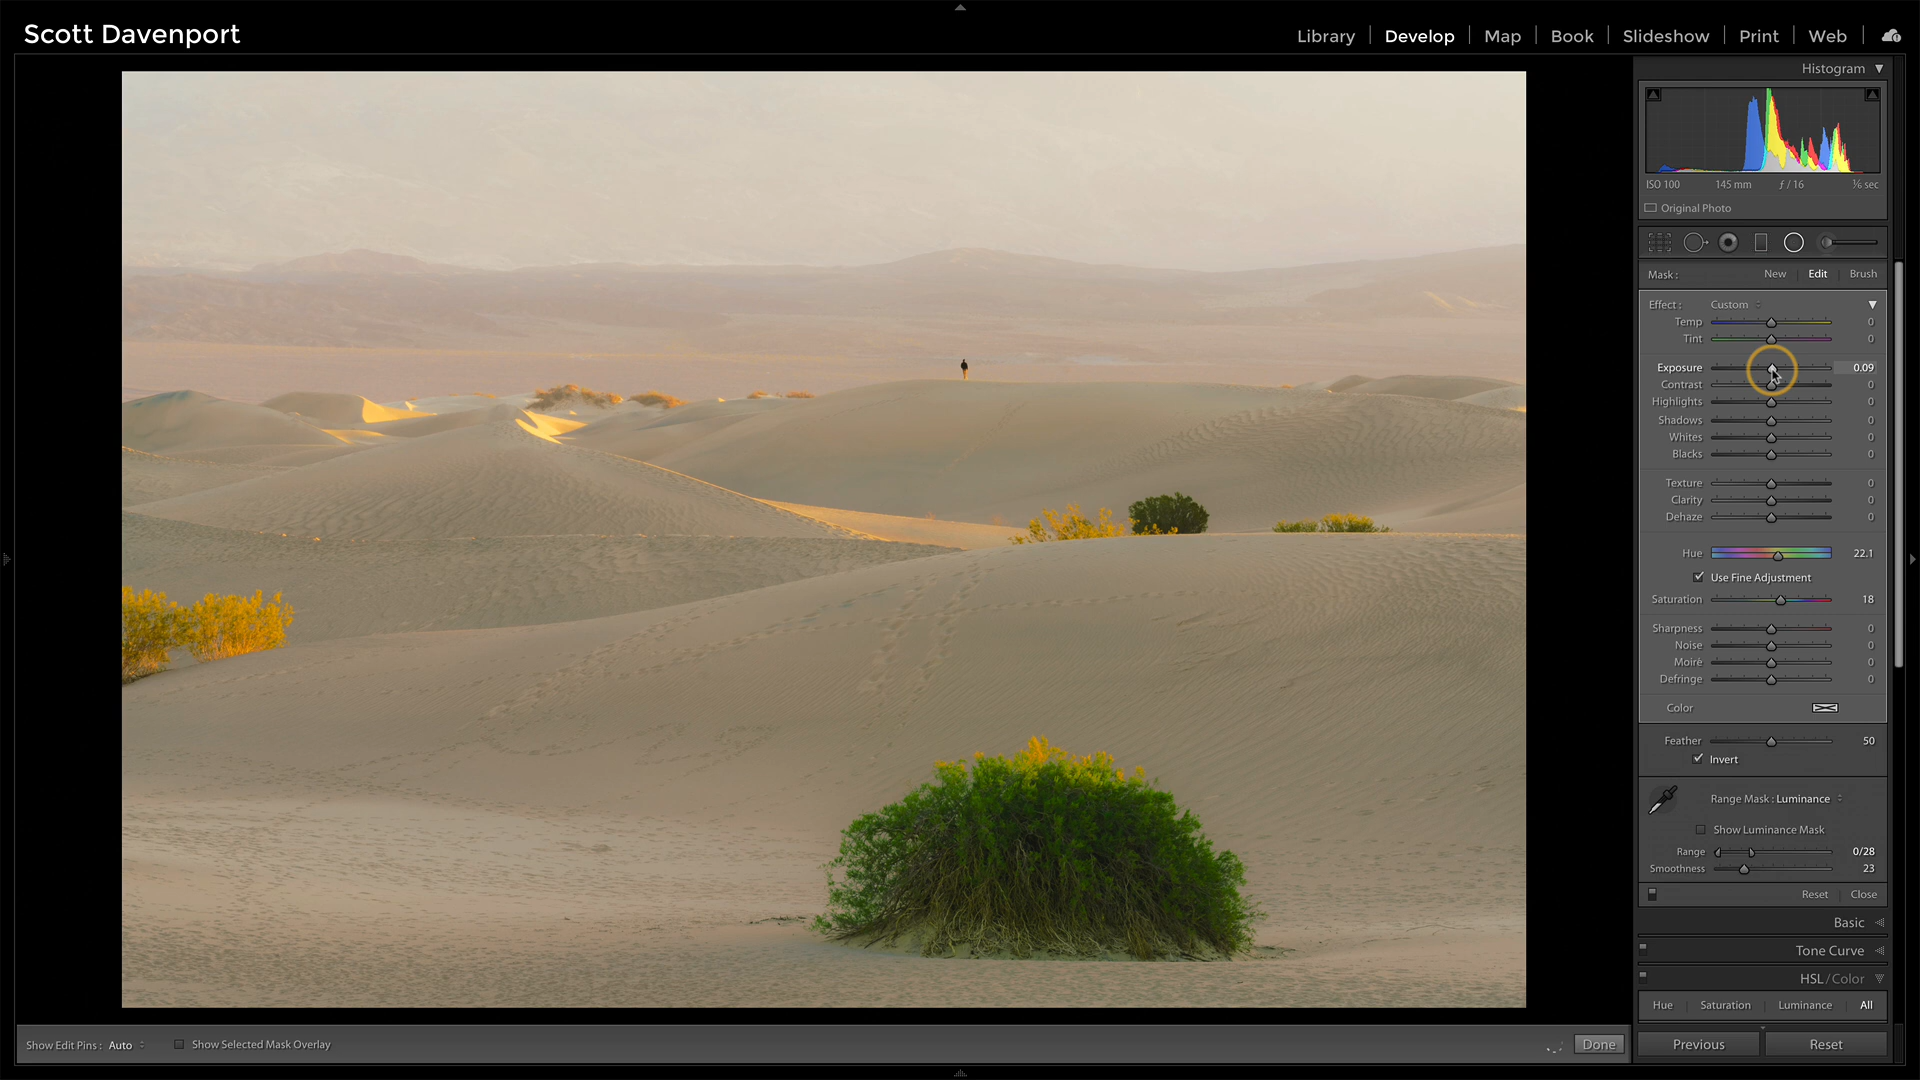 Scott Davenport
Library | Develop | Map | Book | Slideshow | Print | Web
Histogram
ISO 100 145 mm ƒ / 16 ⅙ sec
Original Photo
Mask : New Edit Brush
Effect : Custom
Temp 0
Tint 0
Exposure 0.09
Contrast 0
Highlights 0
Shadows 0
Whites 0
Blacks 0
Texture 0
Clarity 0
Dehaze 0
Hue 22.1
Use Fine Adjustment
Saturation 18
Sharpness 0
Noise 0
Moiré 0
Defringe 0
Color
Feather 50
Invert
Range Mask : Luminance
Show Luminance Mask
Range 0/28
Smoothness 23
Reset Close
Basic
Tone Curve
HSL / Color
Hue Saturation Luminance All
Show Edit Pins : Auto Show Selected Mask Overlay Done Previous Reset